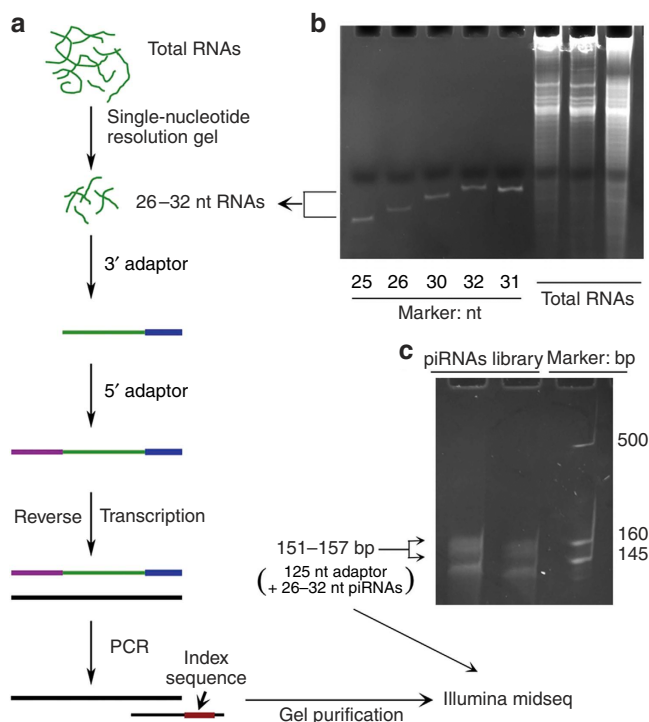 a
Total RNAs
Single-nucleotide
resolution gel
26–32 nt RNAs
3′ adaptor
5′ adaptor
Reverse Transcription
PCR
Index
sequence
Gel purification
Illumina midseq
b
25 26 30 32 31
Marker: nt
Total RNAs
c
piRNAs library Marker: bp
500
160
145
151–157 bp
( 125 nt adaptor
+ 26–32 nt piRNAs )